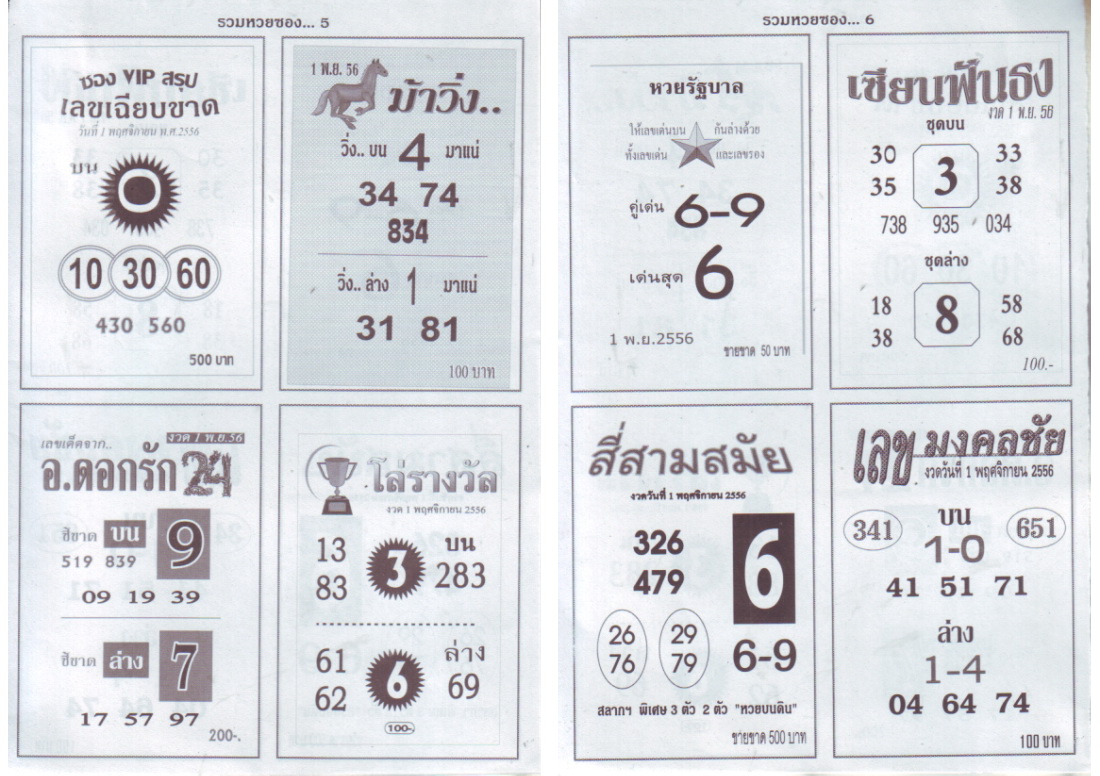 รวมหวยซอง... 5
ซอง VIP สรุป
เลขเฉียบขาด
วันที่ 1 พฤศจิกายน พ.ศ.2556
บน
0
10 30 60
430 560
500 บาท
1 พ.ย. 56
ม้าวิ่ง..
วิ่ง.. บน 4 มาแน่
34 74
834
วิ่ง.. ล่าง 1 มาแน่
31 81
100 บาท
เลขเด็ดจาก..
งวด 1 พ.ย.56
อ.ดอกรัก 24
ชี้ขาด บน 9
519 839
09 19 39
ชี้ขาด ล่าง 7
17 57 97
200-.
โล่รางวัล
งวด 1 พฤศจิกายน 2556
13 3 บน
83 283
61 6 ล่าง
62 69
100-
รวมหวยซอง... 6
หวยรัฐบาล
ให้เลขเด่นบน กันล่างด้วย
ทั้งเลขเด่น และเลขรอง
คู่เด่น 6-9
เด่นสุด 6
1 พ.ย.2556
ขายขาด 50 บาท
เซียนฟันธง
งวด 1 พ.ย. 56
ชุดบน
30 3 33
35 38
738 935 034
ชุดล่าง
18 8 58
38 68
100.-
สี่สามสมัย
งวดวันที่ 1 พฤศจิกายน 2556
326 6
479
26 29
76 79 6-9
สลากฯ พิเศษ 3 ตัว 2 ตัว "หวยบนดิน"
ขายขาด 500 บาท
เลข มงคลชัย
งวดวันที่ 1 พฤศจิกายน 2556
341 บน 651
1-0
41 51 71
ล่าง
1-4
04 64 74
100 บาท